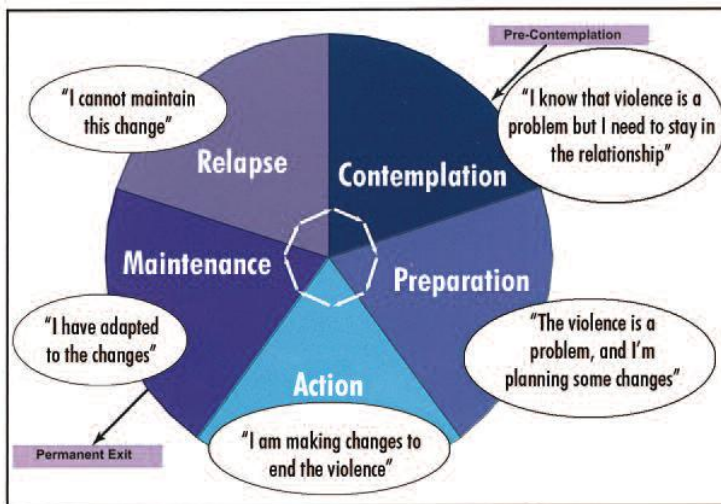 Pre-Contemplation
"I cannot maintain
this change"
"I know that violence is a
problem but I need to stay in
the relationship"
Relapse
Contemplation
Maintenance
Preparation
"I have adapted
to the changes"
"The violence is a
problem, and I'm
planning some changes"
Action
"I am making changes to
end the violence"
Permanent Exit